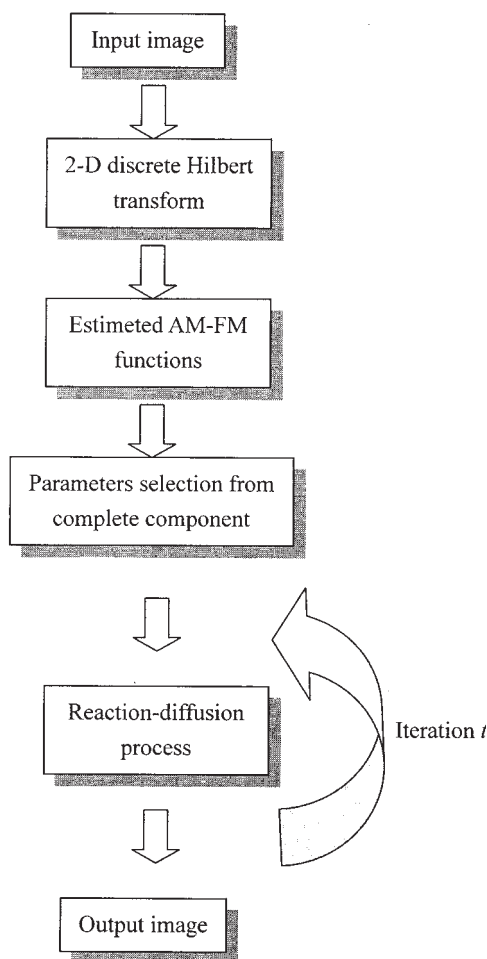 Input image
2-D discrete Hilbert
transform
Estimeted AM-FM
functions
Parameters selection from
complete component
Reaction-diffusion
process
Iteration t
Output image